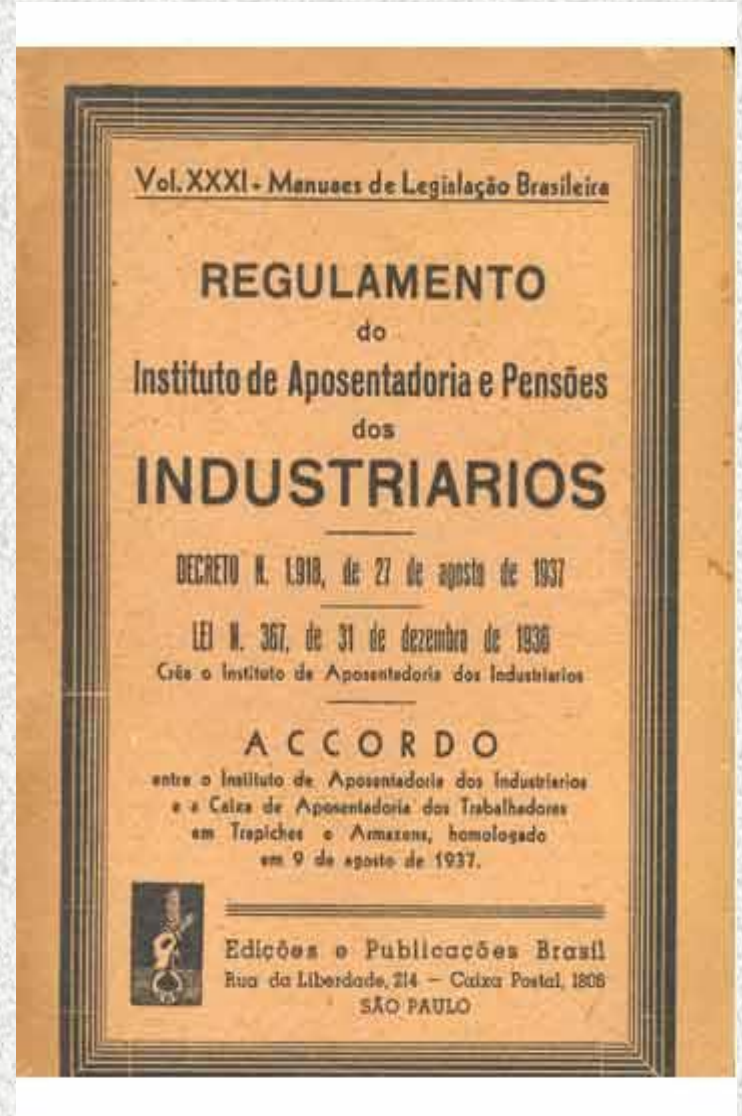 Vol. XXXI - Manuaes de Legislação Brasileira
REGULAMENTO
do
Instituto de Aposentadoria e Pensões
dos
INDUSTRIARIOS
DECRETO N. 1.918, de 27 de agosto de 1937
LEI N. 367, de 31 de dezembro de 1936
Crêa o Instituto de Aposentadoria dos Industriarios
ACCORDO
entre o Instituto de Aposentadoria dos Industriarios
e a Caixa de Aposentadoria dos Trabalhadores
em Trapiches e Armazens, homologado
em 9 de agosto de 1937.
Edições e Publicações Brasil
Rua da Liberdade, 214 — Caixa Postal, 1806
SÃO PAULO